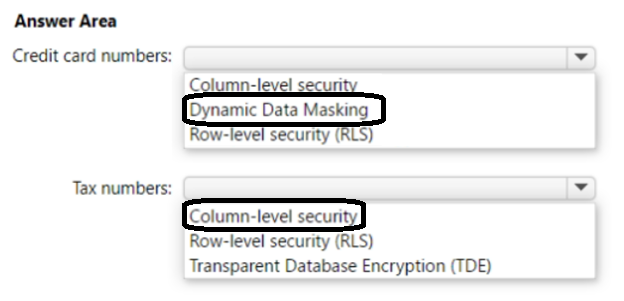 Answer Area
Credit card numbers:
Column-level security
Dynamic Data Masking
Row-level security (RLS)
Tax numbers:
Column-level security
Row-level security (RLS)
Transparent Database Encryption (TDE)